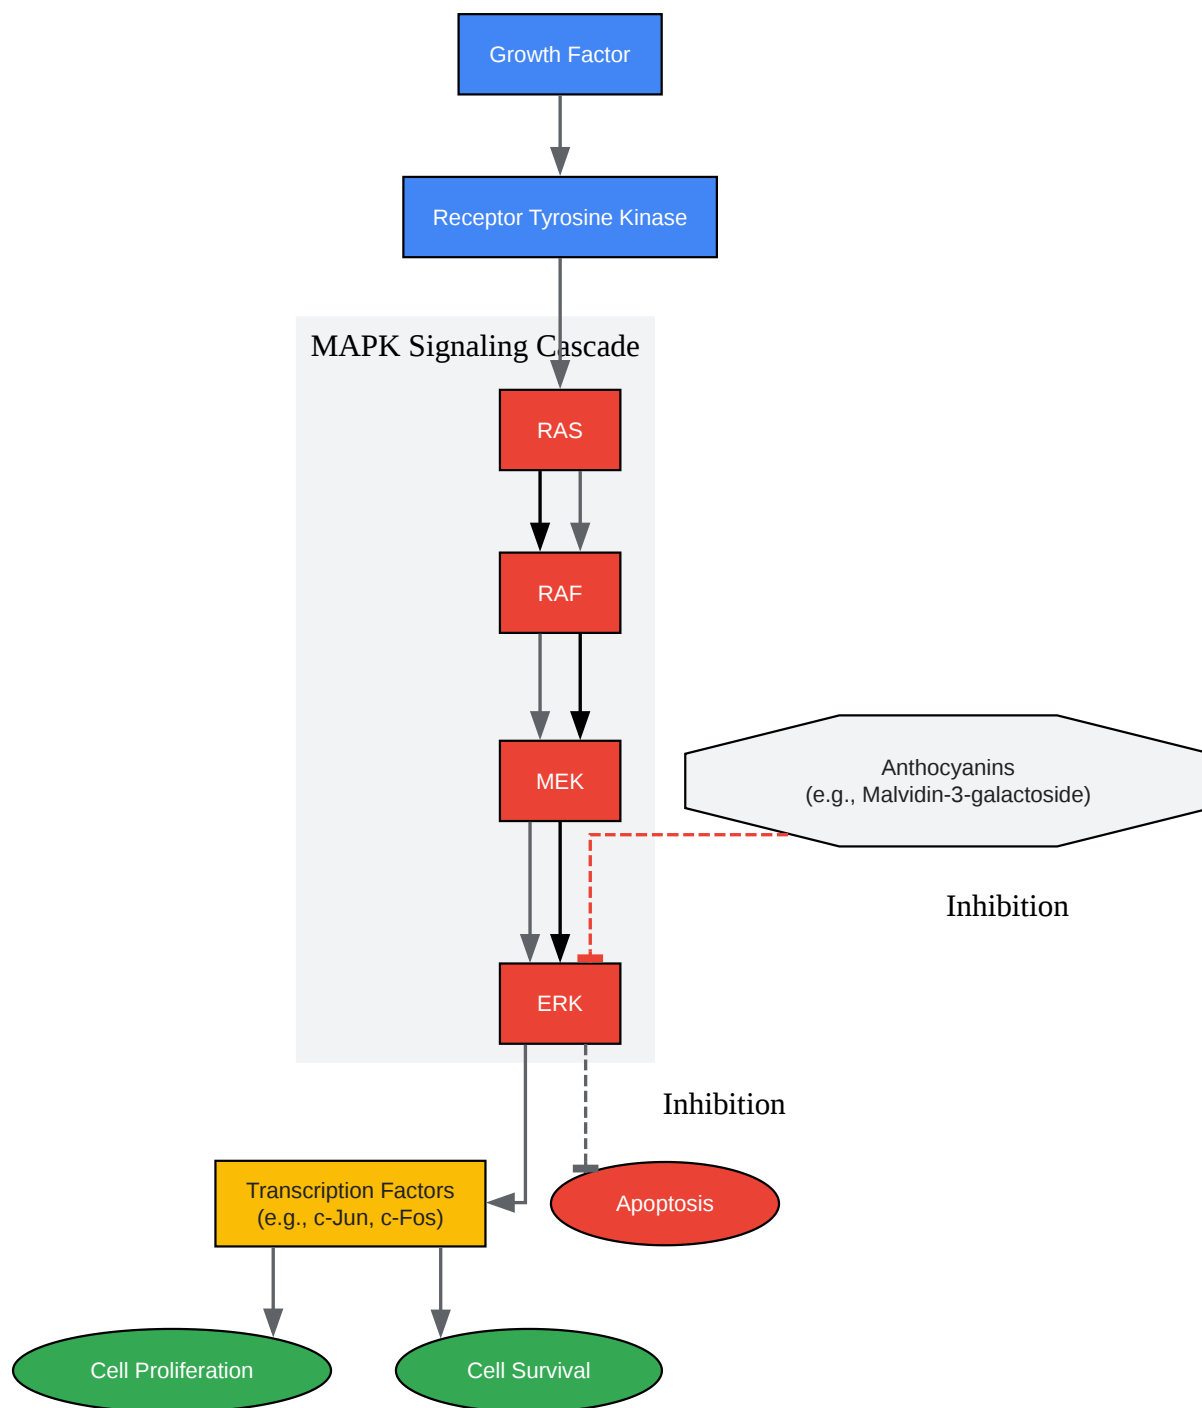 Growth Factor
Receptor Tyrosine Kinase
MAPK Signaling Cascade
RAS
RAF
MEK
Anthocyanins
(e.g., Malvidin-3-galactoside)
Inhibition
ERK
Inhibition
Transcription Factors
(e.g., c-Jun, c-Fos)
Apoptosis
Cell Proliferation
Cell Survival